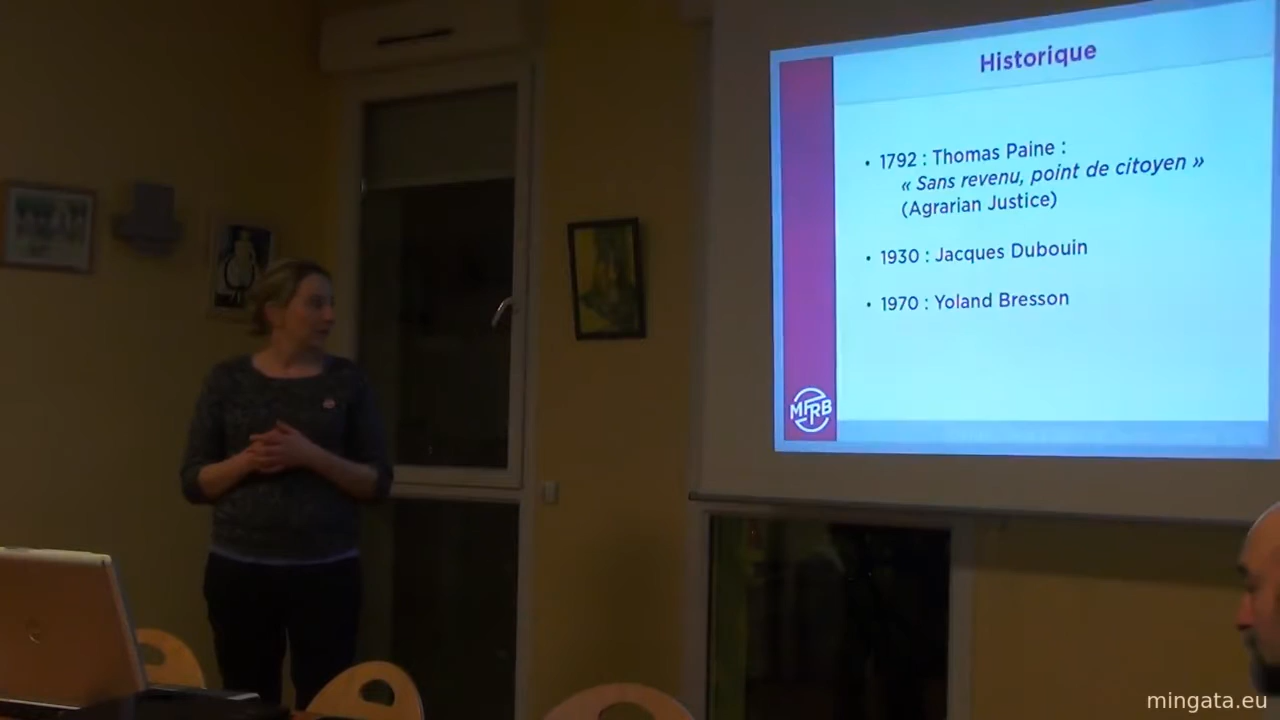 Historique
• 1792 : Thomas Paine :
« Sans revenu, point de citoyen »
(Agrarian Justice)
• 1930 : Jacques Dubouin
• 1970 : Yoland Bresson
MFRB
mingata.eu